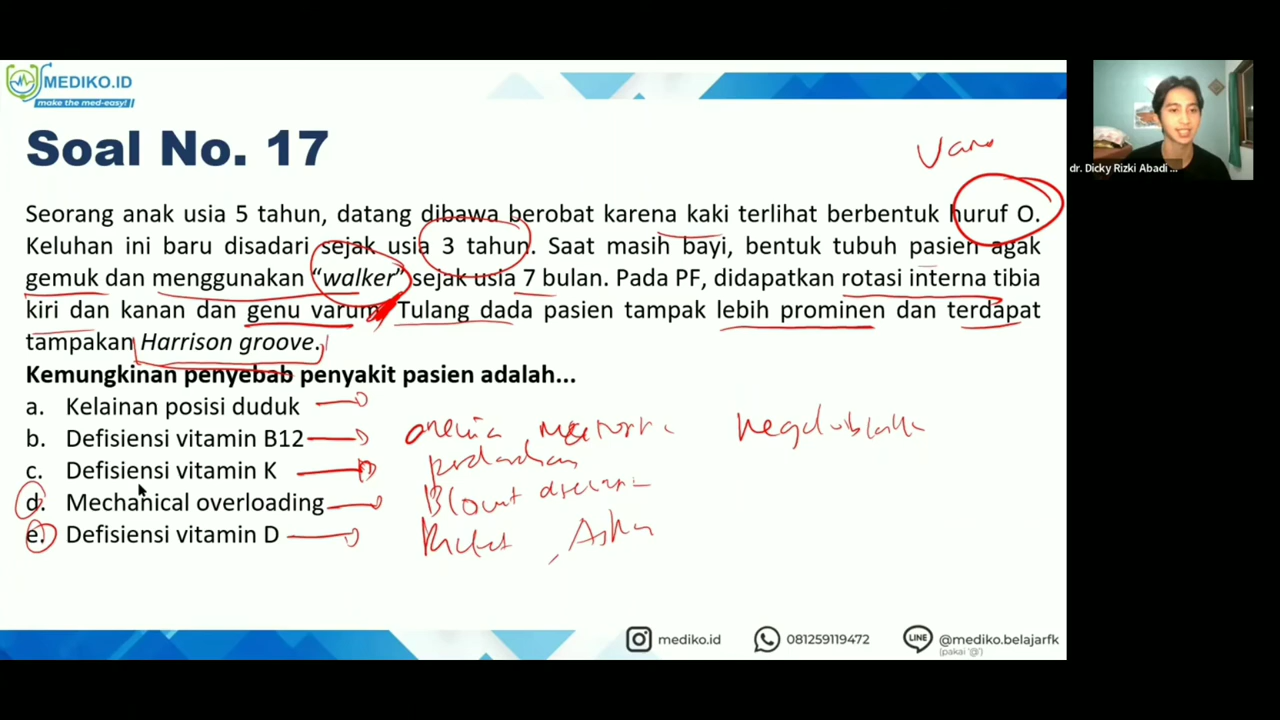 MEDIKO.ID
make the med-easy!
Soal No. 17
dr. Dicky Rizki Abadi ...
Seorang anak usia 5 tahun, datang dibawa berobat karena kaki terlihat berbentuk huruf O.
Keluhan ini baru disadari sejak usia 3 tahun. Saat masih bayi, bentuk tubuh pasien agak
gemuk dan menggunakan “walker” sejak usia 7 bulan. Pada PF, didapatkan rotasi interna tibia
kiri dan kanan dan genu varum. Tulang dada pasien tampak lebih prominen dan terdapat
tampakan Harrison groove.
Kemungkinan penyebab penyakit pasien adalah...
a. Kelainan posisi duduk
b. Defisiensi vitamin B12
c. Defisiensi vitamin K
d. Mechanical overloading
Blount
e. Defisiensi vitamin D
mediko.id
081259119472
LINE
@mediko.belajarfk
(pakai '@')